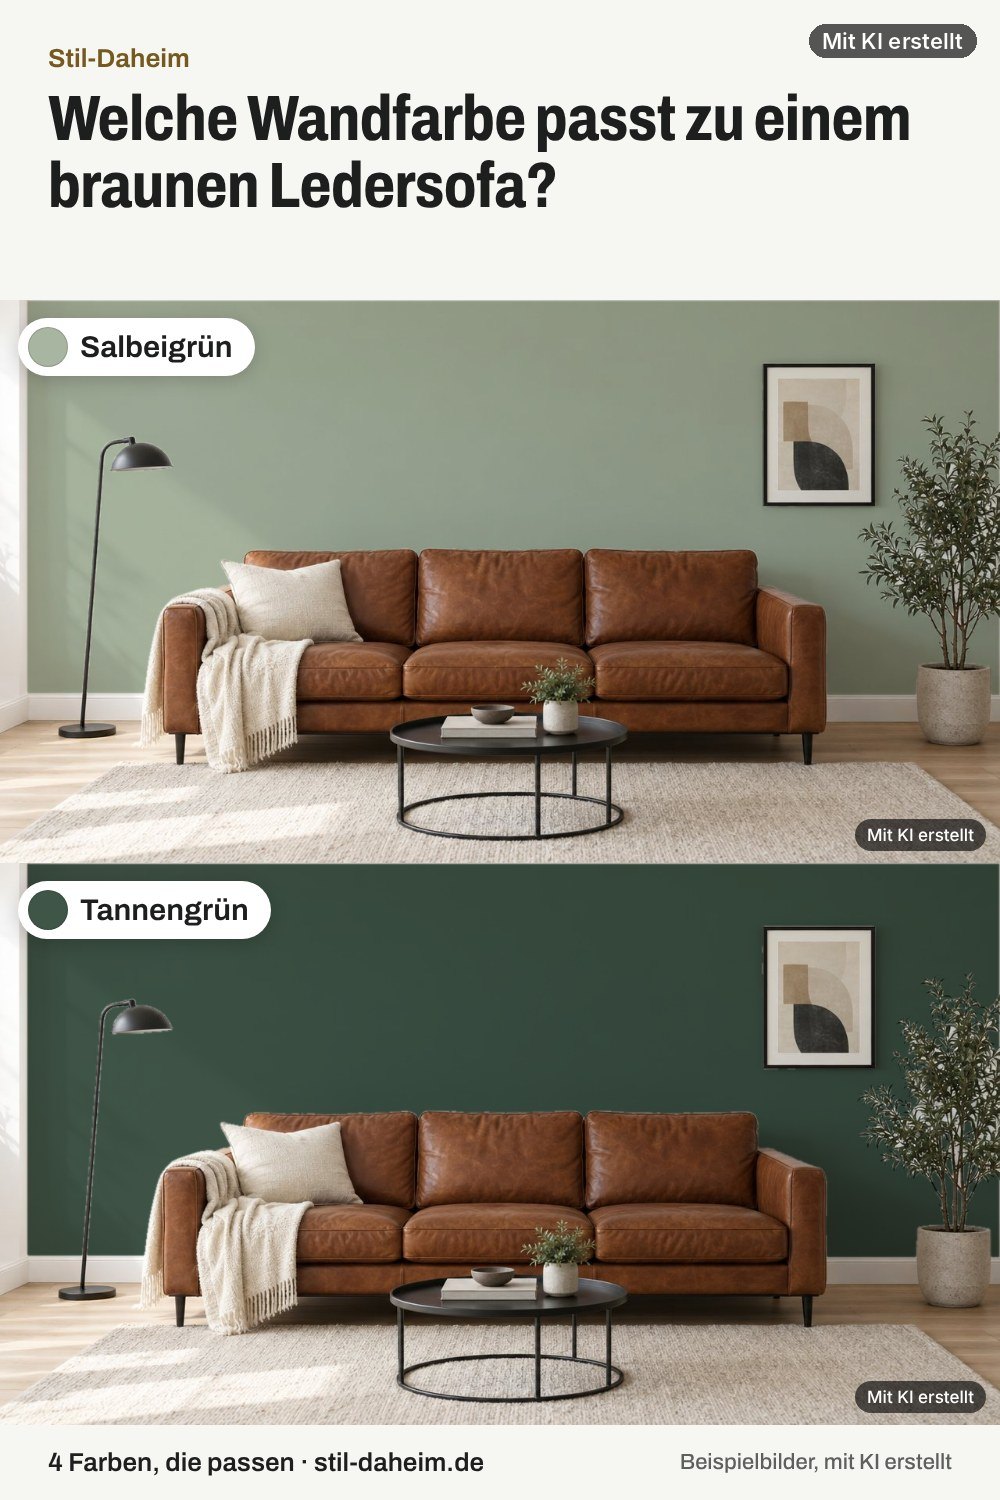 Mit KI erstellt
Stil-Daheim
Welche Wandfarbe passt zu einem
braunen Ledersofa?
Salbeigrün
Mit KI erstellt
Tannengrün
Mit KI erstellt
4 Farben, die passen · stil-daheim.de
Beispielbilder, mit KI erstellt